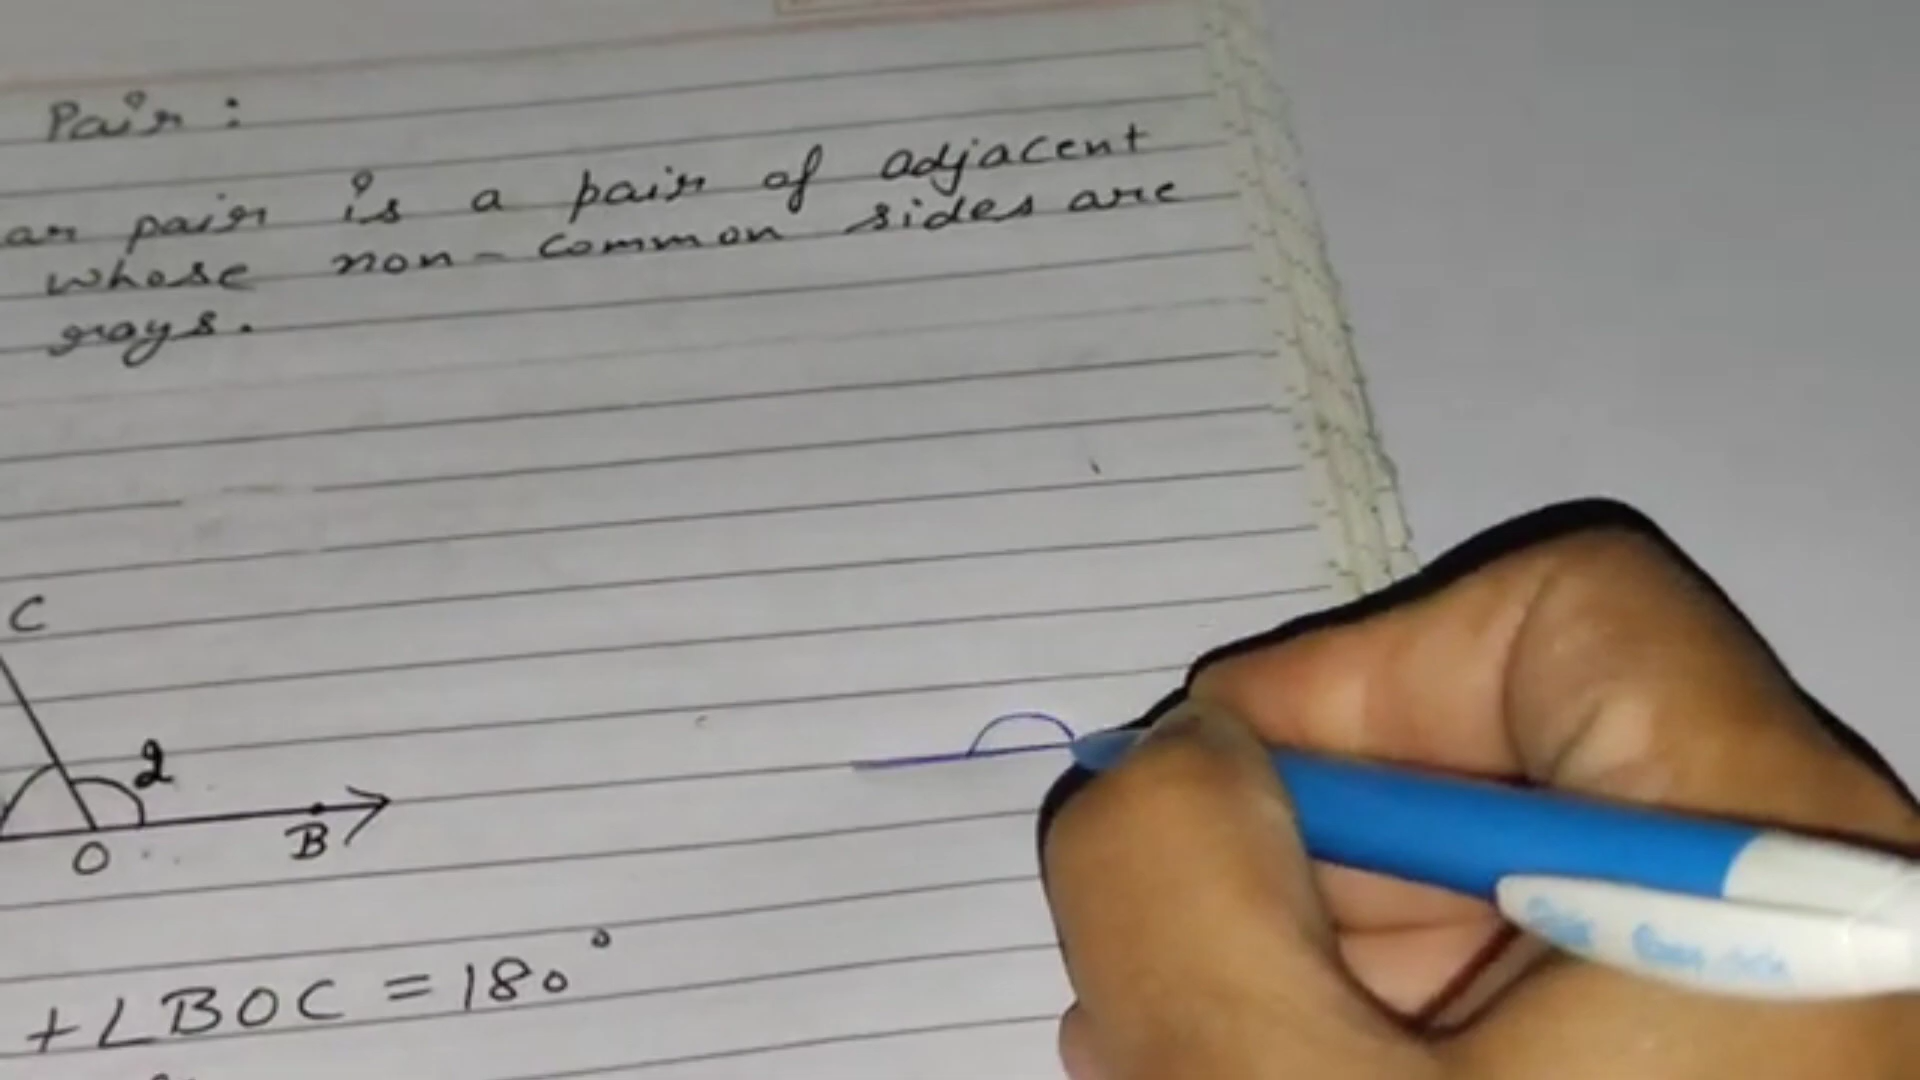 Pair :
ar pair is a pair of adjacent
whose non-common sides are
rays.
C
2
O
B
+∠BOC = 180°